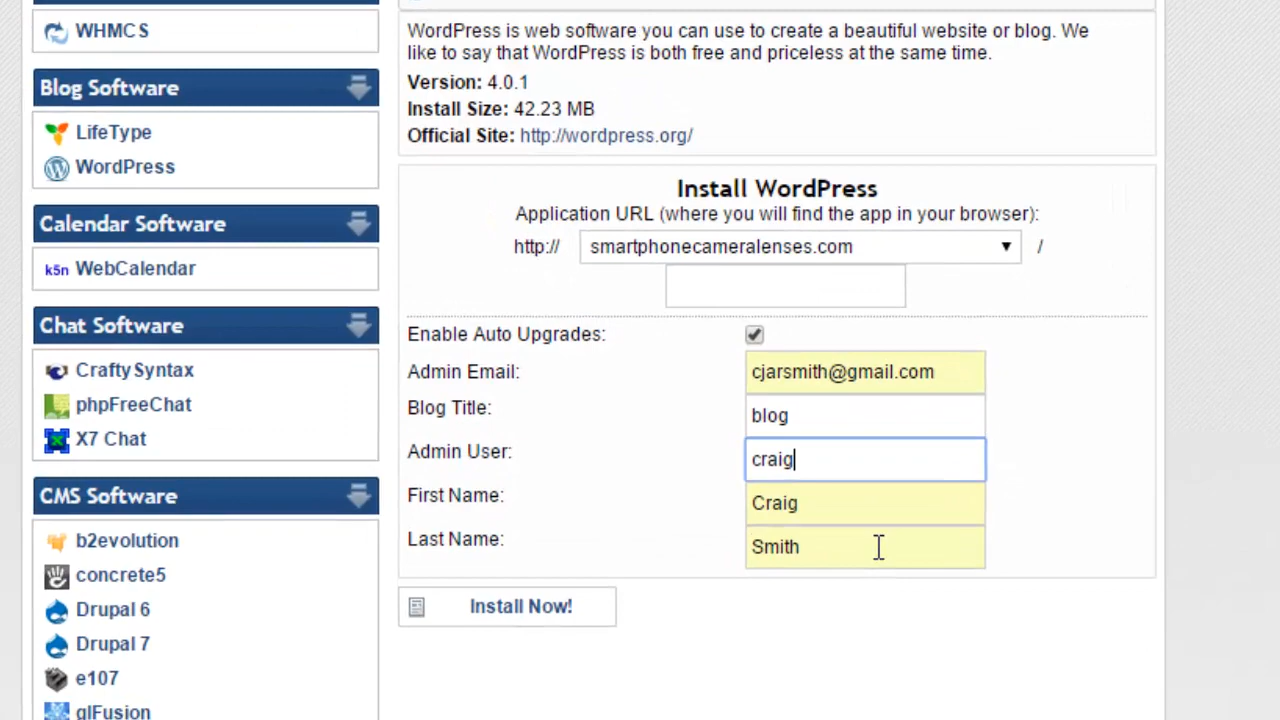 WHMCS
Blog Software
LifeType
WordPress
Calendar Software
k5n WebCalendar
Chat Software
CraftySyntax
phpFreeChat
X7 Chat
CMS Software
b2evolution
concrete5
Drupal 6
Drupal 7
e107
glFusion
WordPress is web software you can use to create a beautiful website or blog. We
like to say that WordPress is both free and priceless at the same time.
Version: 4.0.1
Install Size: 42.23 MB
Official Site: http://wordpress.org/
Install WordPress
Application URL (where you will find the app in your browser):
http:// smartphonecameralenses.com /
Enable Auto Upgrades:
Admin Email: cjarsmith@gmail.com
Blog Title: blog
Admin User: craig
First Name: Craig
Last Name: Smith
Install Now!